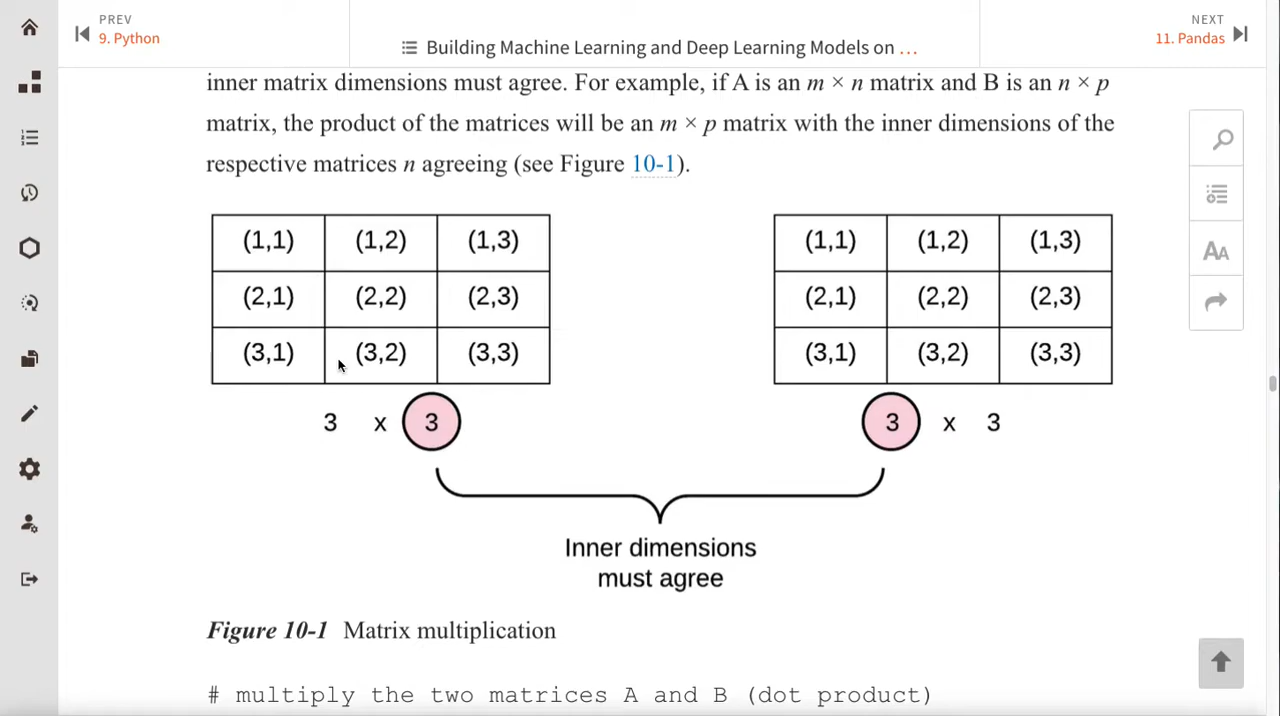 PREV
9. Python
Building Machine Learning and Deep Learning Models on ...
NEXT
11. Pandas
inner matrix dimensions must agree. For example, if A is an m × n matrix and B is an n × p
matrix, the product of the matrices will be an m × p matrix with the inner dimensions of the
respective matrices n agreeing (see Figure 10-1).
(1,1) (1,2) (1,3)
(2,1) (2,2) (2,3)
(3,1) (3,2) (3,3)
3 x 3
(1,1) (1,2) (1,3)
(2,1) (2,2) (2,3)
(3,1) (3,2) (3,3)
3 x 3
Inner dimensions
must agree
Figure 10-1 Matrix multiplication
# multiply the two matrices A and B (dot product)
AA